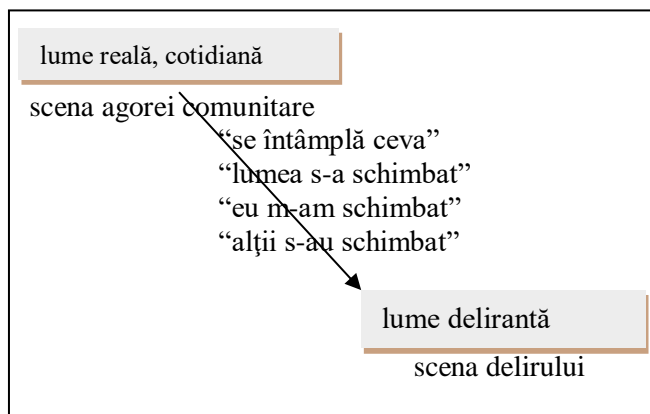 lume reală, cotidiană
scena agorei comunitare
“se întâmplă ceva”
“lumea s-a schimbat”
“eu m-am schimbat”
“alţii s-au schimbat”
lume delirantă
scena delirului